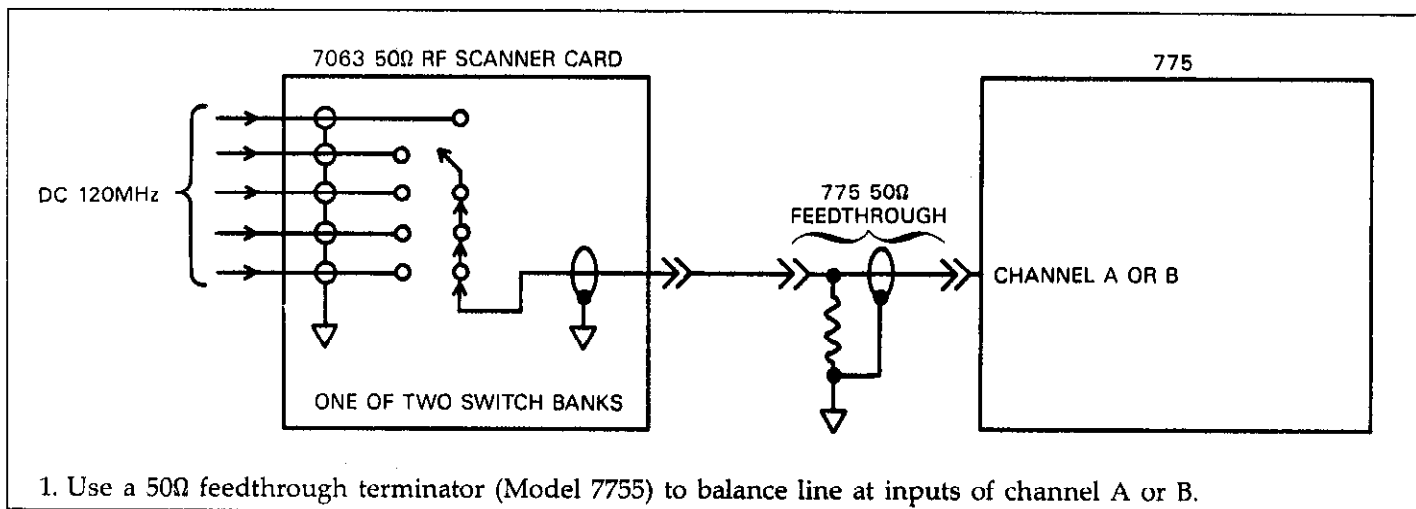 7063 50Ω RF SCANNER CARD
775
DC 120MHz
775 50Ω
FEEDTHROUGH
CHANNEL A OR B
ONE OF TWO SWITCH BANKS
1. Use a 50Ω feedthrough terminator (Model 7755) to balance line at inputs of channel A or B.